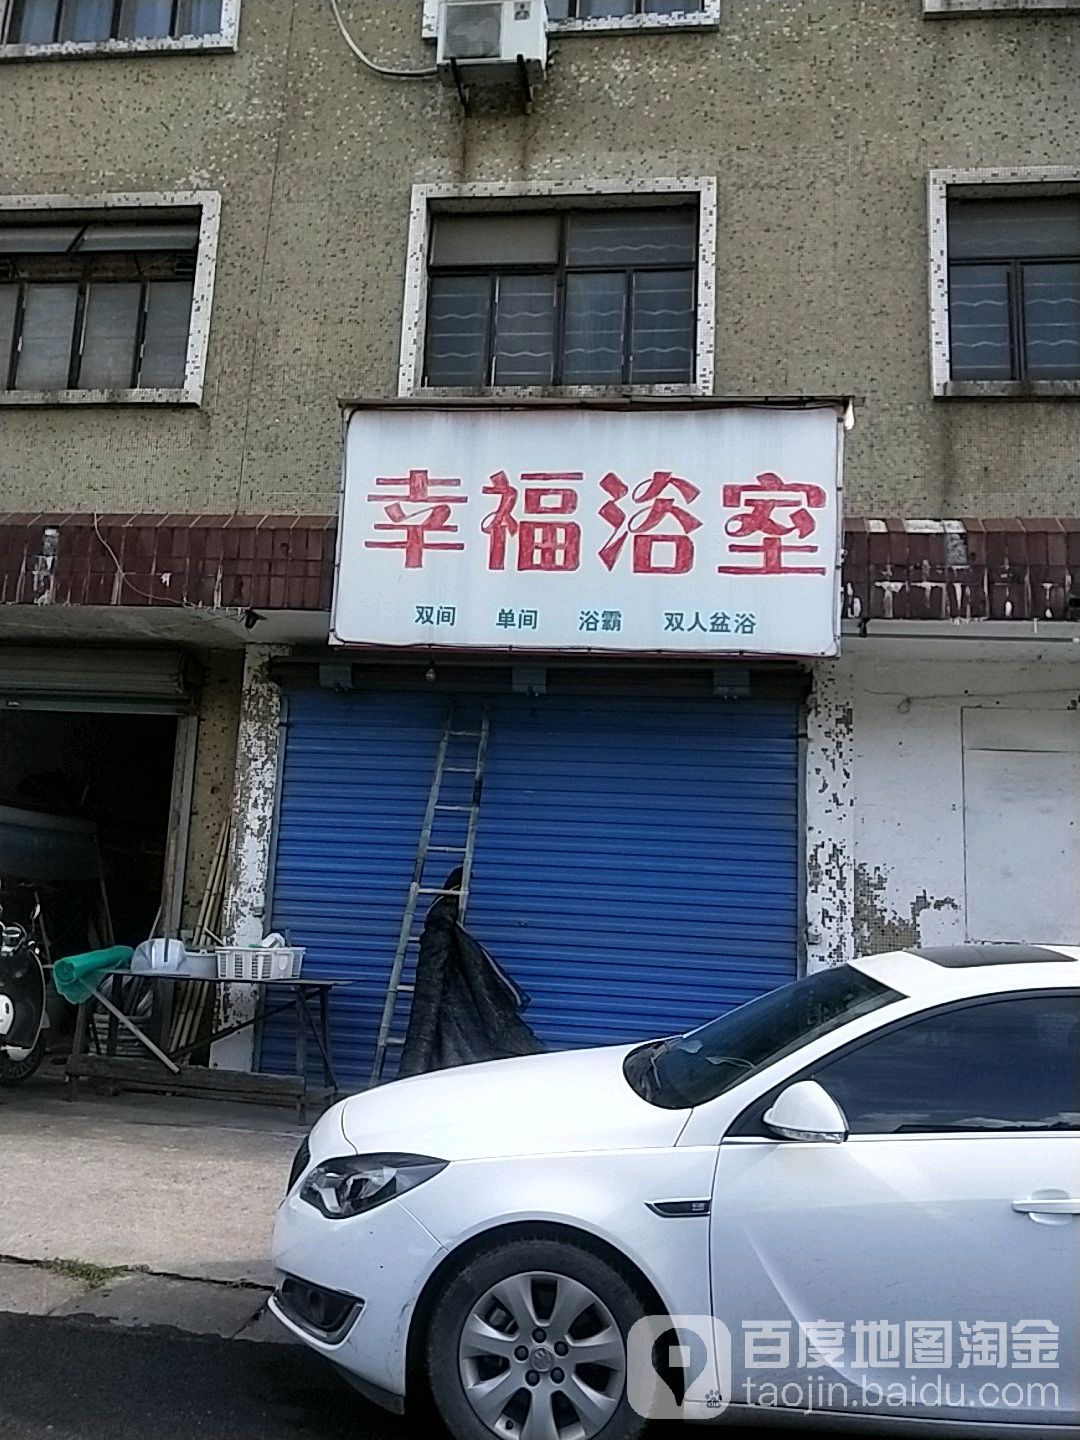 幸福浴室
双间 单间 浴霸 双人盆浴
百度地图淘金
taojin.baidu.com